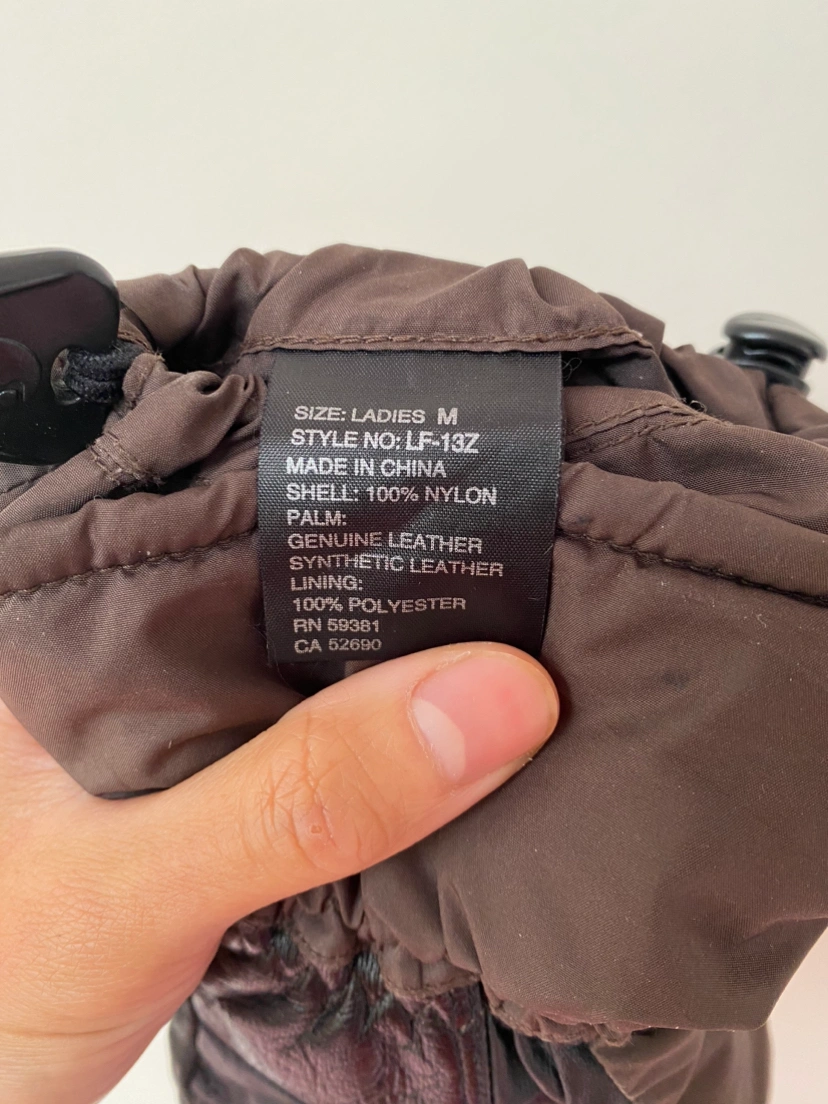 SIZE: LADIES M
STYLE NO: LF-13Z
MADE IN CHINA
SHELL: 100% NYLON
PALM:
GENUINE LEATHER
SYNTHETIC LEATHER
LINING:
100% POLYESTER
RN 59381
CA 52690